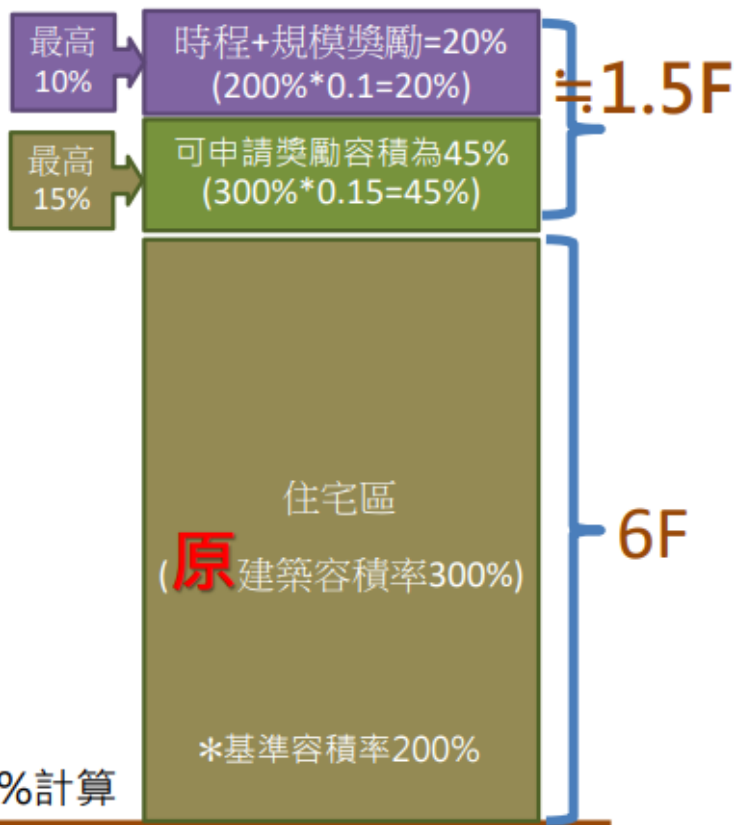 最高
10%
時程+規模獎勵=20%
(200%*0.1=20%)
≒1.5F
最高
15%
可申請獎勵容積為45%
(300%*0.15=45%)
住宅區
(原建築容積率300%)
6F
*基準容積率200%
%計算